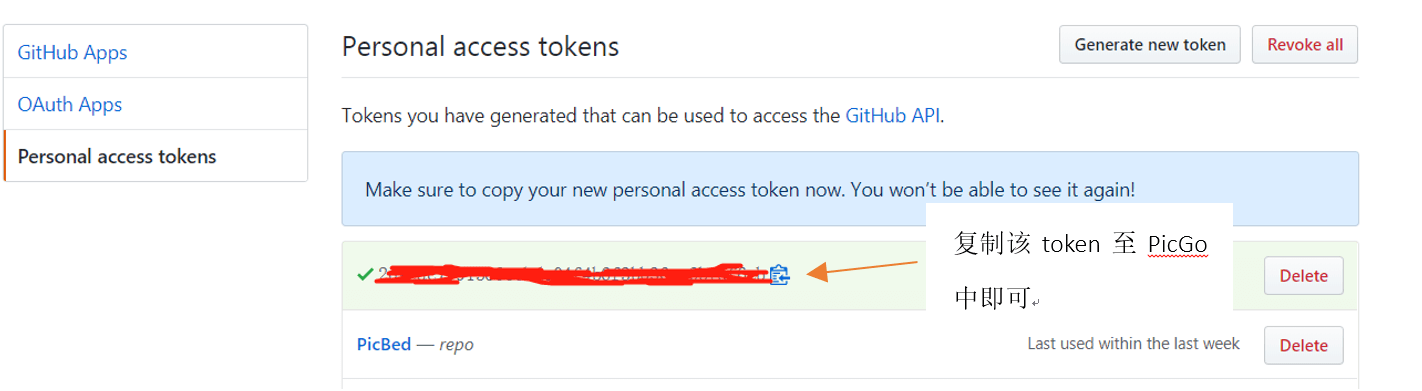 GitHub Apps
OAuth Apps
Personal access tokens
Personal access tokens
Generate new token
Revoke all
Tokens you have generated that can be used to access the GitHub API.
Make sure to copy your new personal access token now. You won’t be able to see it again!
复制该 token 至 PicGo
中即可
Delete
PicBed — repo
Last used within the last week
Delete